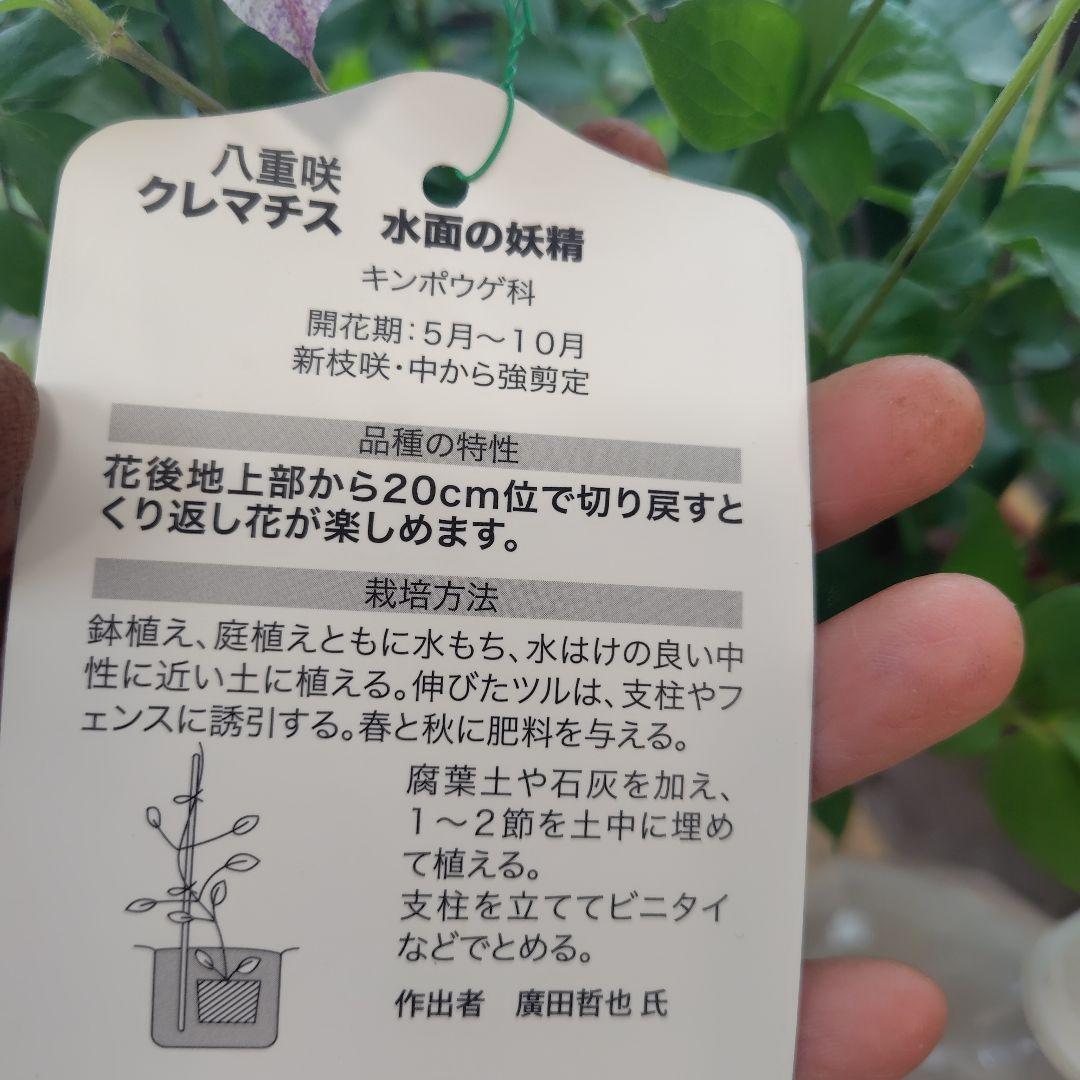 八重咲
クレマチス　水面の妖精
キンポウゲ科
開花期：５月～１０月
新枝咲・中から強剪定
品種の特性
花後地上部から20cm位で切り戻すと
くり返し花が楽しめます。
栽培方法
鉢植え、庭植えともに水もち、水はけの良い中
性に近い土に植える。伸びたツルは、支柱やフ
ェンスに誘引する。春と秋に肥料を与える。
腐葉土や石灰を加え、
１～２節を土中に埋め
て植える。
支柱を立ててビニタイ
などでとめる。
作出者　廣田哲也 氏